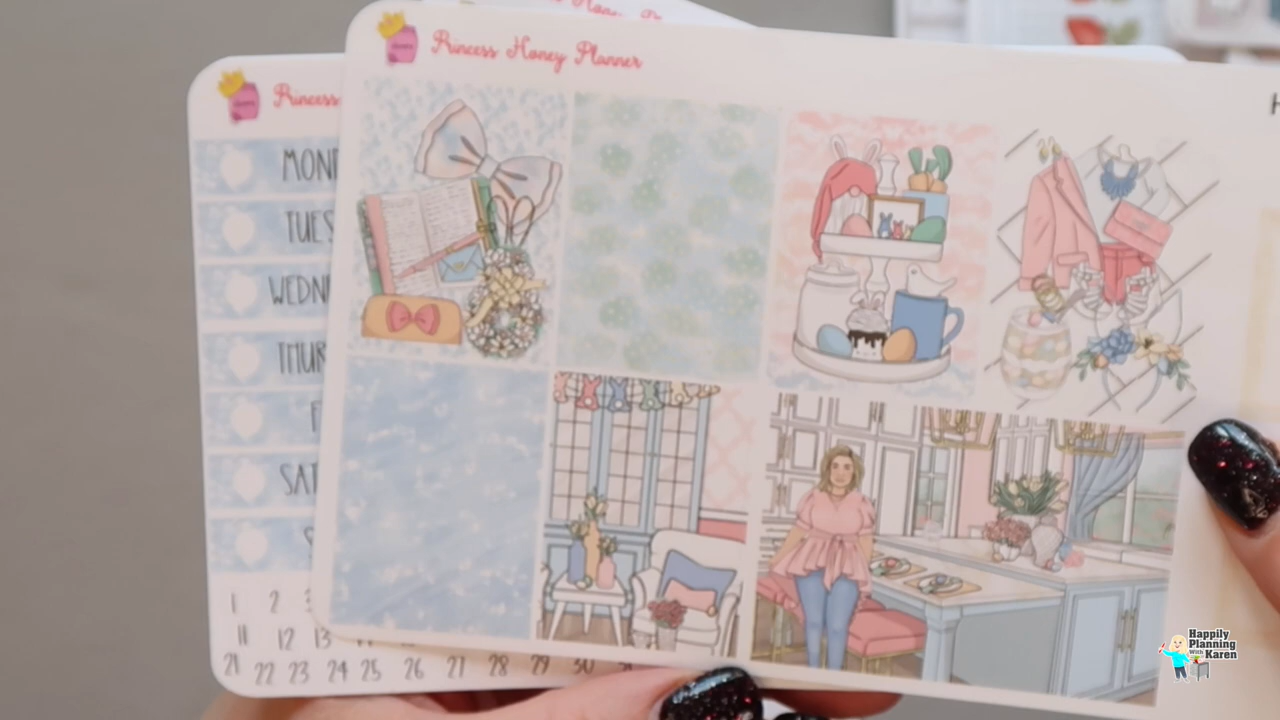 Princess Honey Planner
H
Princess
MON
TUES
WEDN
THUR
F
SAT
S
1 2 3
11 12 13
21 22 23 24 25 26 27 28 29 30 31
Happily
Planning
With
Karen